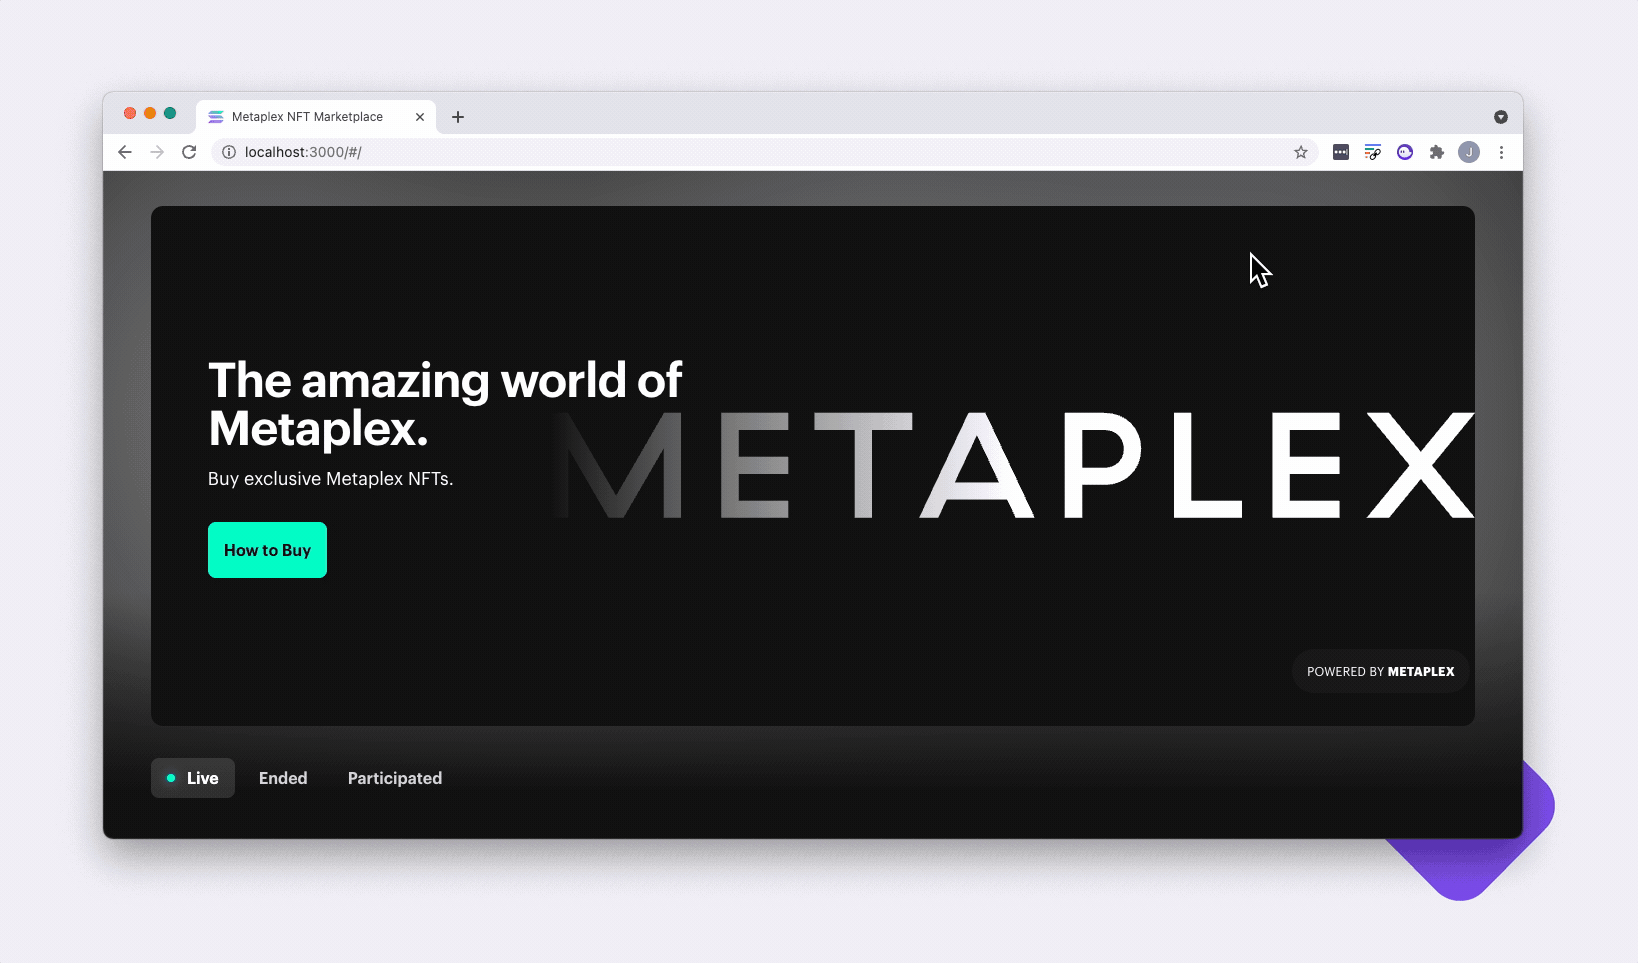 Metaplex NFT Marketplace
localhost:3000/#/
J
The amazing world of
Metaplex.
METAPLEX
Buy exclusive Metaplex NFTs.
How to Buy
POWERED BY METAPLEX
Live
Ended
Participated